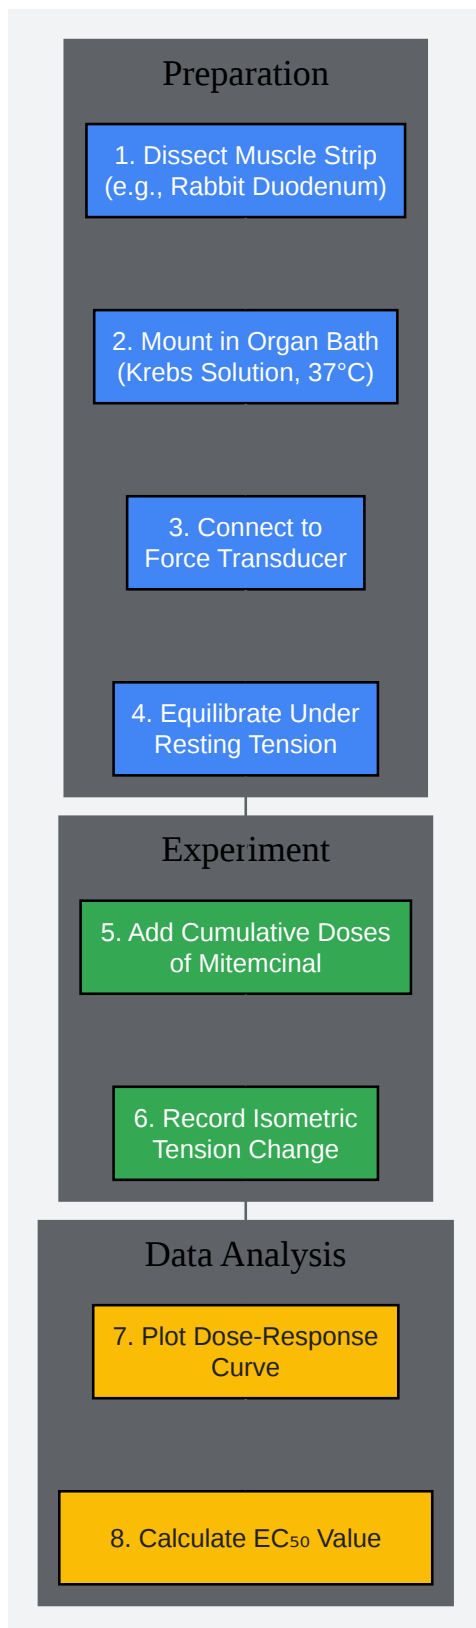 Preparation
1. Dissect Muscle Strip
(e.g., Rabbit Duodenum)
2. Mount in Organ Bath
(Krebs Solution, 37°C)
3. Connect to
Force Transducer
4. Equilibrate Under
Resting Tension
Experiment
5. Add Cumulative Doses
of Mitemcinal
6. Record Isometric
Tension Change
Data Analysis
7. Plot Dose-Response
Curve
8. Calculate EC₅₀ Value